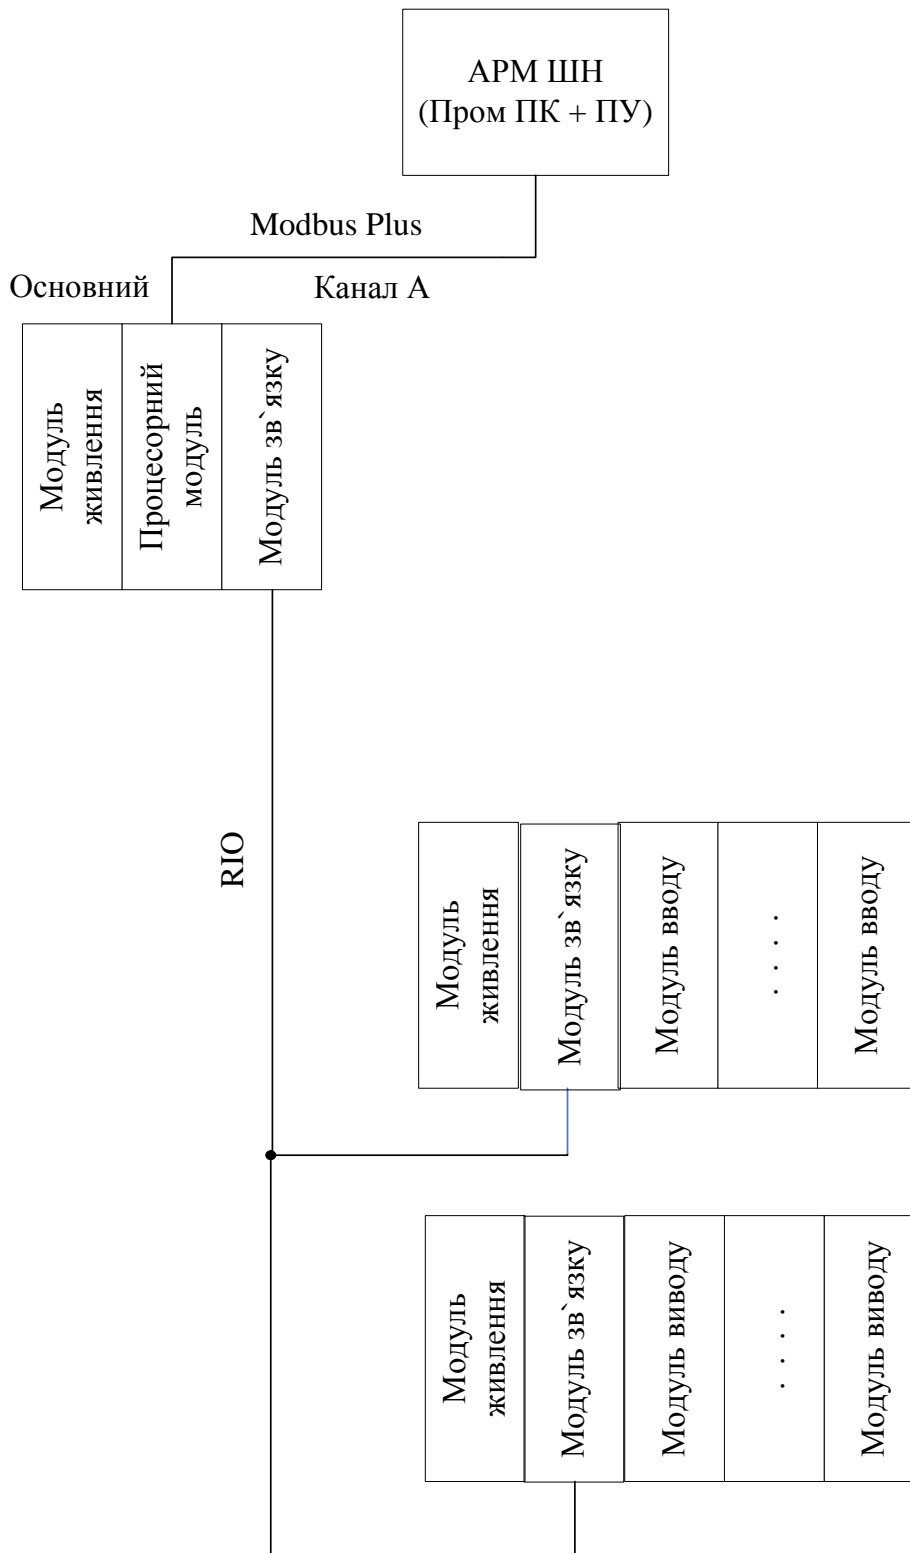 АРМ ШН
(Пром ПК + ПУ)
Modbus Plus
Основний
Канал А
Модуль
живлення
Процесорний
модуль
Модуль зв`язку
RIO
Модуль
живлення
Модуль зв`язку
Модуль вводу
. . . .
Модуль вводу
Модуль
живлення
Модуль зв`язку
Модуль виводу
. . . .
Модуль виводу